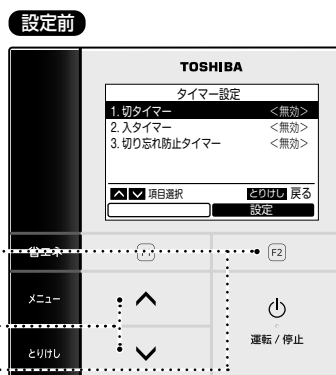 設定前
TOSHIBA
タイマー設定
1. 切タイマー <無効>
2. 入タイマー <無効>
3. 切り忘れ防止タイマー <無効>
項目選択 とりけし 戻る
設定
省エネ F1 F2
メニュー
運転 / 停止
とりけし